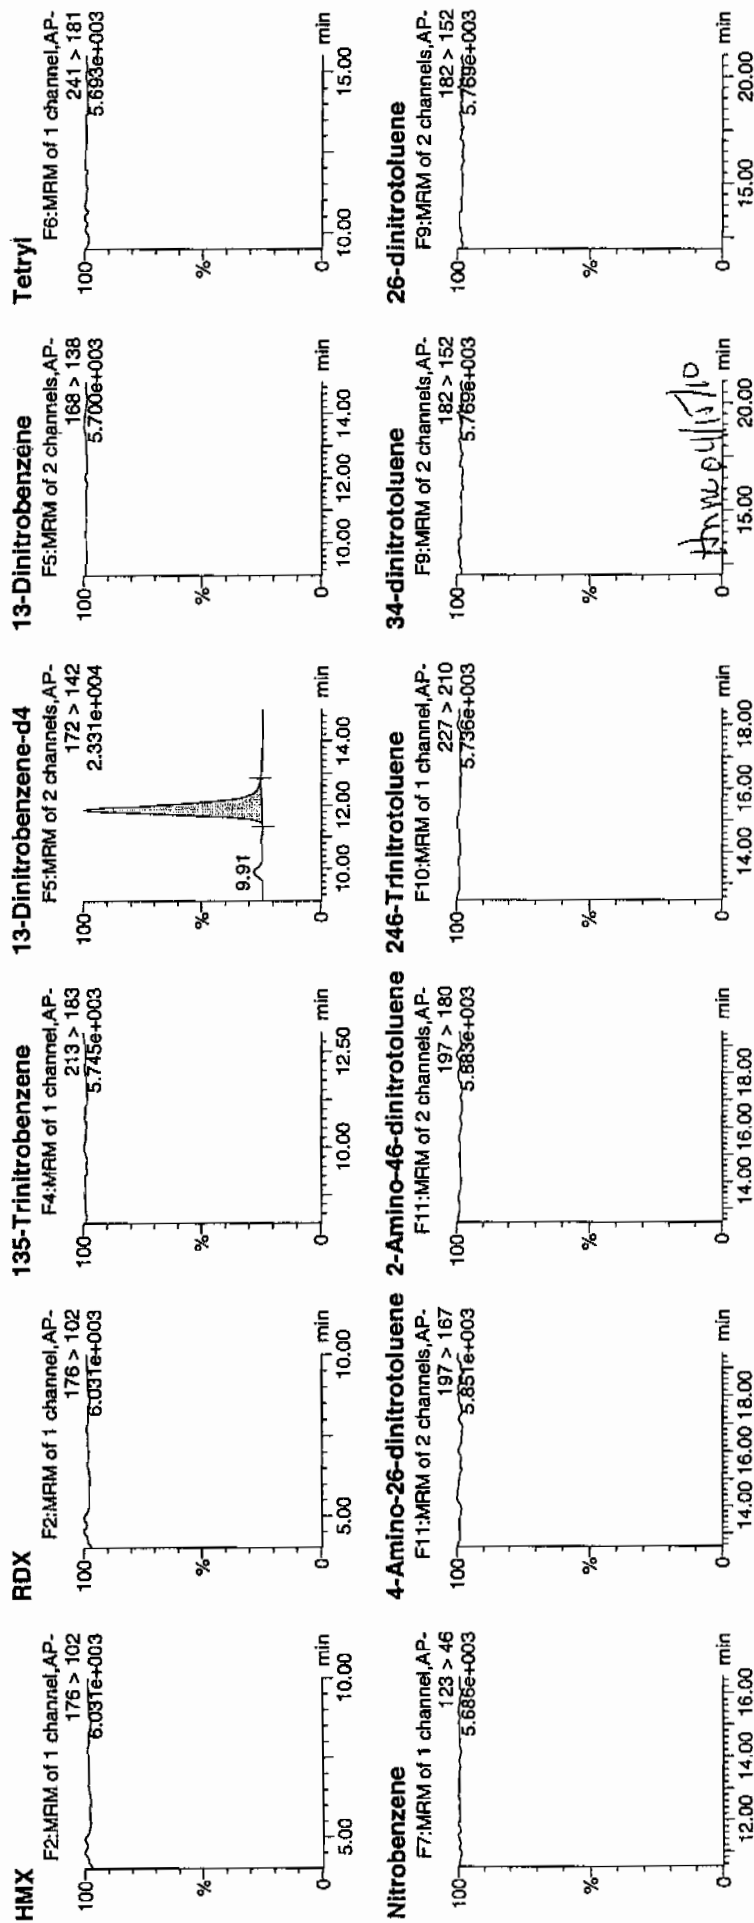 HMX
F2:MRM of 1 channel,AP-
176 > 102
6.031e+003
100
%
0
5.00
10.00
min
RDX
F2:MRM of 1 channel,AP-
176 > 102
6.031e+003
100
%
0
5.00
10.00
min
135-Trinitrobenzene
F4:MRM of 1 channel,AP-
213 > 183
5.745e+003
100
%
0
10.00
12.50
min
13-Dinitrobenzene-d4
F5:MRM of 2 channels,AP-
172 > 142
2.331e+004
100
9.91
%
0
10.00
12.00
14.00
min
13-Dinitrobenzene
F5:MRM of 2 channels,AP-
168 > 138
5.700e+003
100
%
0
10.00
12.00
14.00
min
Tetryl
F6:MRM of 1 channel,AP-
241 > 181
5.693e+003
100
%
0
10.00
15.00
min
Nitrobenzene
F7:MRM of 1 channel,AP-
123 > 46
5.686e+003
100
%
0
12.00
14.00
16.00
min
4-Amino-26-dinitrotoluene
F11:MRM of 2 channels,AP-
197 > 167
5.851e+003
100
%
0
14.00
16.00
18.00
min
2-Amino-46-dinitrotoluene
F11:MRM of 2 channels,AP-
197 > 180
5.883e+003
100
%
0
14.00
16.00
18.00
min
246-Trinitrotoluene
F10:MRM of 1 channel,AP-
227 > 210
5.736e+003
100
%
0
14.00
16.00
18.00
min
34-dinitrotoluene
F9:MRM of 2 channels,AP-
182 > 152
5.769e+003
100
%
0
15.00
20.00
min
26-dinitrotoluene
F9:MRM of 2 channels,AP-
182 > 152
5.769e+003
100
%
0
15.00
20.00
min